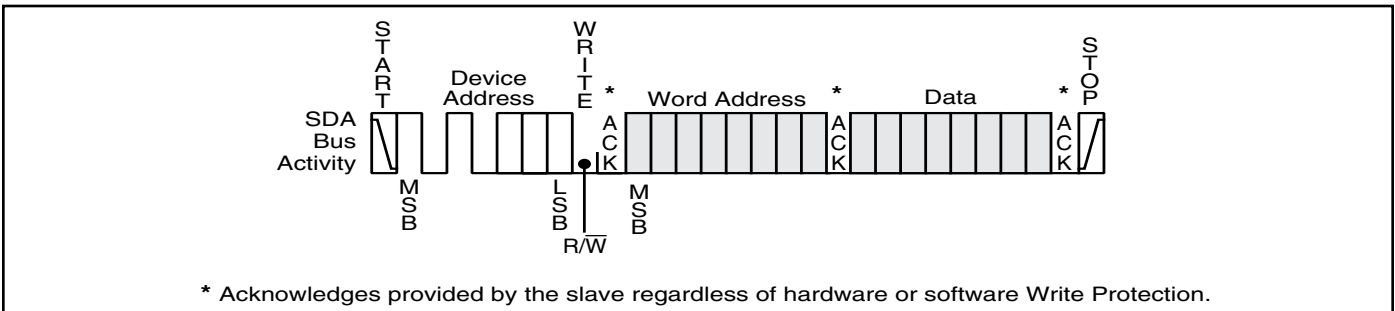 START
WRITE
STOP
Device
Address
*
Word Address
*
Data
*
SDA
Bus
Activity
ACK
ACK
ACK
MSB
LSB
MSB
R/W̅
* Acknowledges provided by the slave regardless of hardware or software Write Protection.